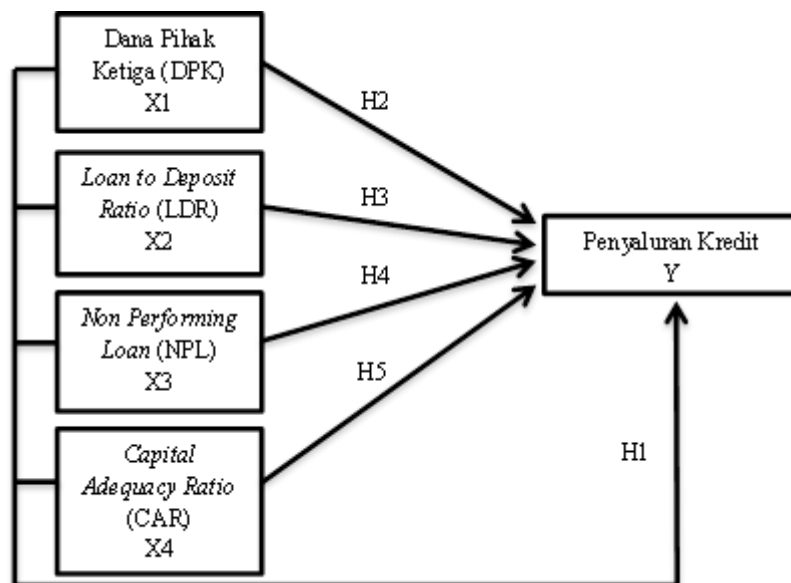 Dana Pihak
Ketiga (DPK)
X1
H2
Loan to Deposit
Ratio (LDR)
X2
H3
Penyaluran Kredit
Y
Non Performing
Loan (NPL)
X3
H4
H5
Capital
Adequacy Ratio
(CAR)
X4
H1